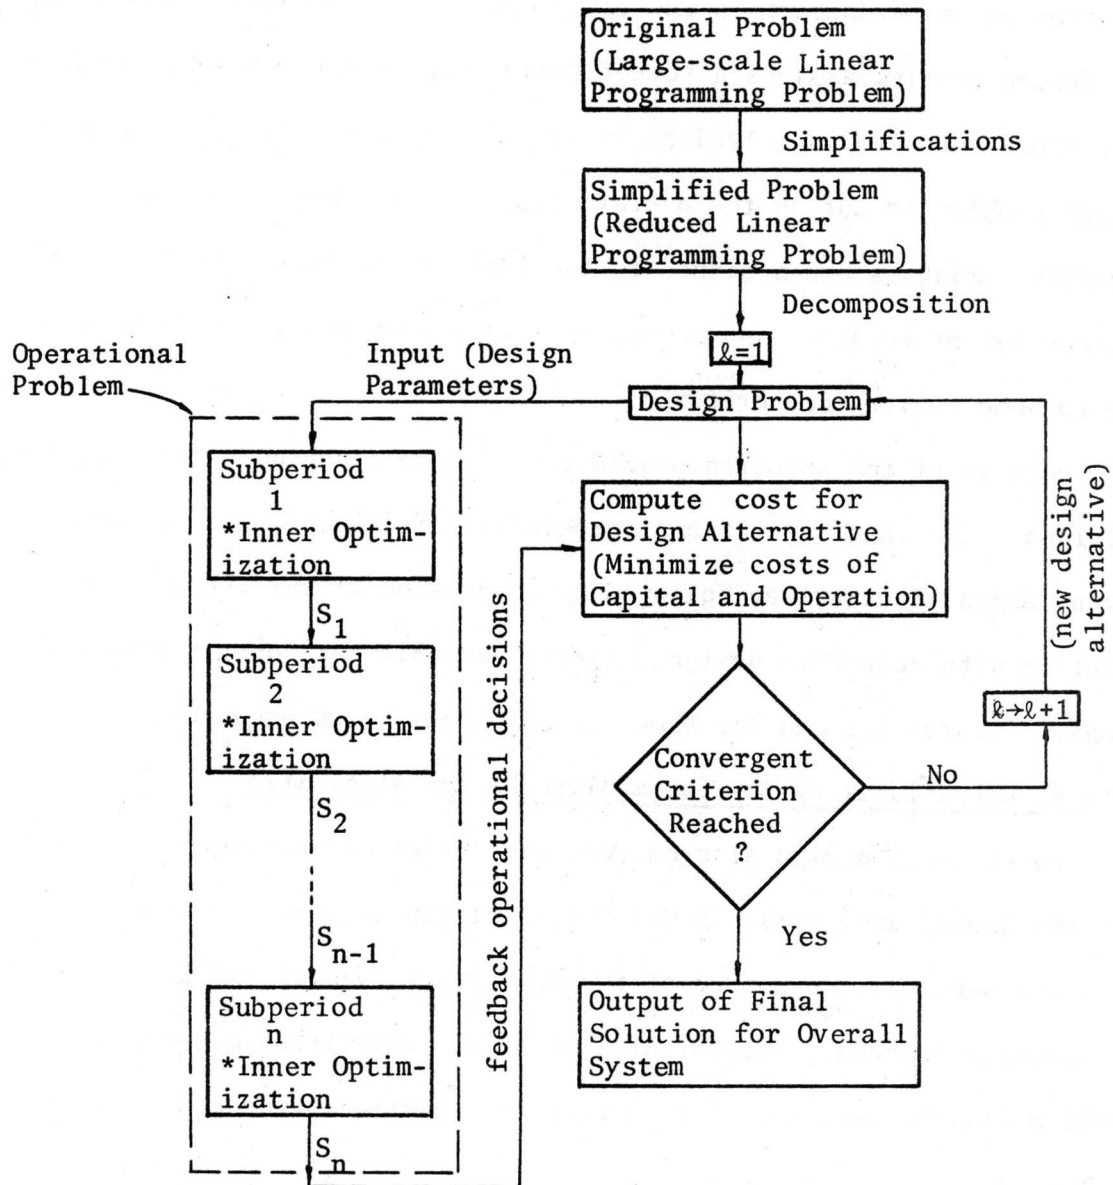 Original Problem
(Large-scale Linear
Programming Problem)
Simplifications
Simplified Problem
(Reduced Linear
Programming Problem)
Decomposition
ℓ=1
Operational
Problem
Input (Design
Parameters)
Design Problem
Subperiod
1
*Inner Optim-
ization
S1
Subperiod
2
*Inner Optim-
ization
S2
Sn-1
Subperiod
n
*Inner Optim-
ization
Sn
feedback operational decisions
Compute cost for
Design Alternative
(Minimize costs of
Capital and Operation)
Convergent
Criterion
Reached
?
No
ℓ→ℓ+1
(new design
alternative)
Yes
Output of Final
Solution for Overall
System